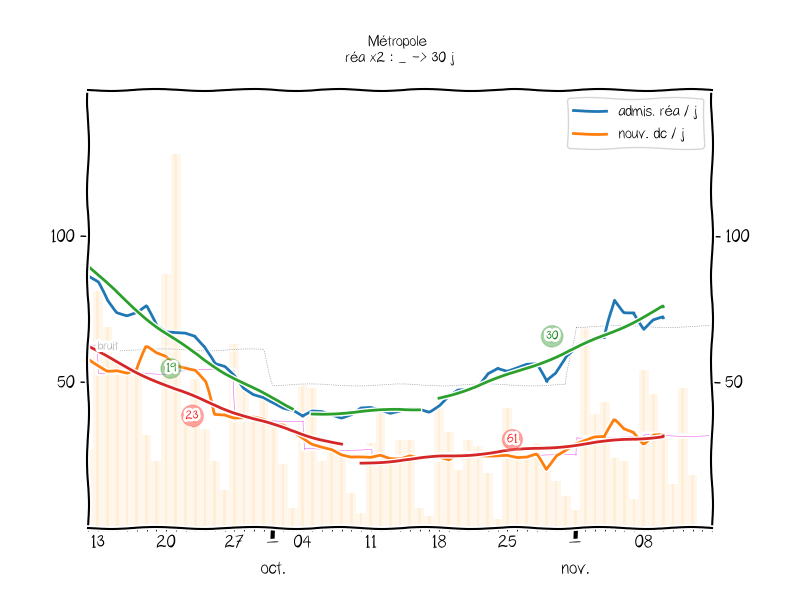 Métropole
réa x2 : _ -> 30 j
admis. réa / j
nouv. dc / j
100
100
bruit
30
19
50
50
23
61
13
20
27
04
11
18
25
08
oct.
nov.